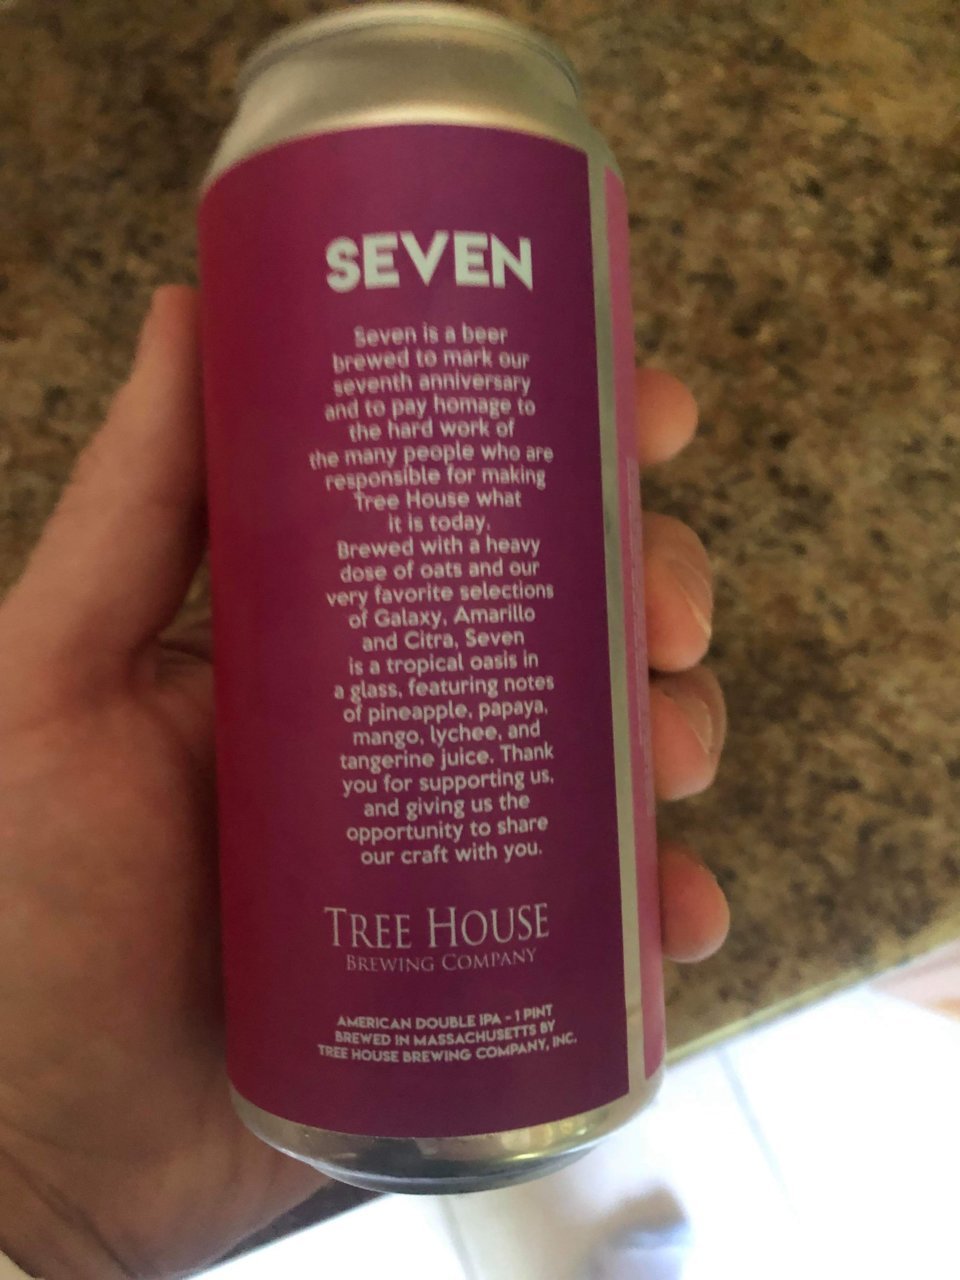 SEVEN
Seven is a beer
brewed to mark our
seventh anniversary
and to pay homage to
the hard work of
the many people who are
responsible for making
Tree House what
it is today.
Brewed with a heavy
dose of oats and our
very favorite selections
of Galaxy, Amarillo
and Citra, Seven
is a tropical oasis in
a glass, featuring notes
of pineapple, papaya,
mango, lychee, and
tangerine juice. Thank
you for supporting us,
and giving us the
opportunity to share
our craft with you.
TREE HOUSE
BREWING COMPANY
AMERICAN DOUBLE IPA - 1 PINT
BREWED IN MASSACHUSETTS BY
TREE HOUSE BREWING COMPANY, INC.